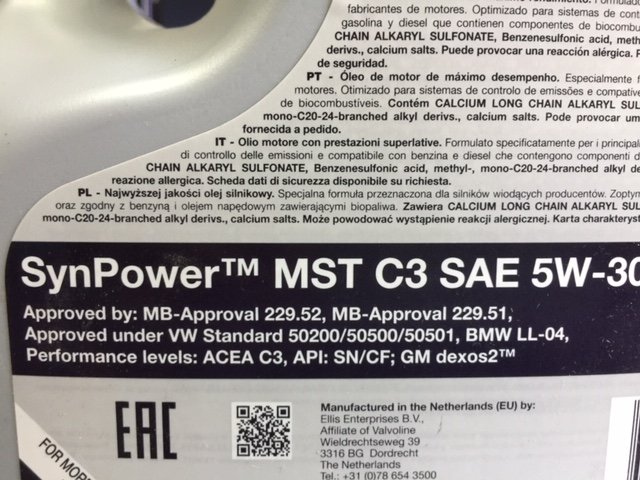 fabricantes de motores. Optimizado para sistemas de con
gasolina y diesel que contienen componentes de biocombu
CHAIN ALKARYL SULFONATE, Benzenesulfonic acid, meth
derivs., calcium salts. Puede provocar una reacción alérgica. F
de seguridad.
PT - Óleo de motor de máximo desempenho. Especialmente f
motores. Otimizado para sistemas de controlo de emissões e compatíve
de biocombustíveis. Contém CALCIUM LONG CHAIN ALKARYL SU
mono-C20-24-branched alkyl derivs., calcium salts. Pode provocar um
fornecida a pedido.
IT - Olio motore con prestazioni superlative. Formulato specificatamente per i principal
di controllo delle emissioni e compatibile con benzina e diesel che contengono componenti d
CHAIN ALKARYL SULFONATE, Benzenesulfonic acid, methyl-, mono-C20-24-branched alkyl de
reazione allergica. Scheda dati di sicurezza disponibile su richiesta.
PL - Najwyższej jakości olej silnikowy. Specjalna formuła przeznaczona dla silników wiodących producentów. Zoptym
oraz zgodny z benzyną i olejem napędowym zawierającymi biopaliwa. Zawiera CALCIUM LONG CHAIN ALKARYL SUL
mono-C20-24-branched alkyl derivs., calcium salts. Może powodować wystąpienie reakcji alergicznej. Karta charakteryst
SynPower™ MST C3 SAE 5W-30
Approved by: MB-Approval 229.52, MB-Approval 229.51,
Approved under VW Standard 50200/50500/50501, BMW LL-04,
Performance levels: ACEA C3, API: SN/CF; GM dexos2™
EAC
Manufactured in the Netherlands (EU) by:
Ellis Enterprises B.V.,
Affiliate of Valvoline
Wieldrechtseweg 39
3316 BG Dordrecht
The Netherlands
Tel.: +31 (0)78 654 3500
FOR MOR